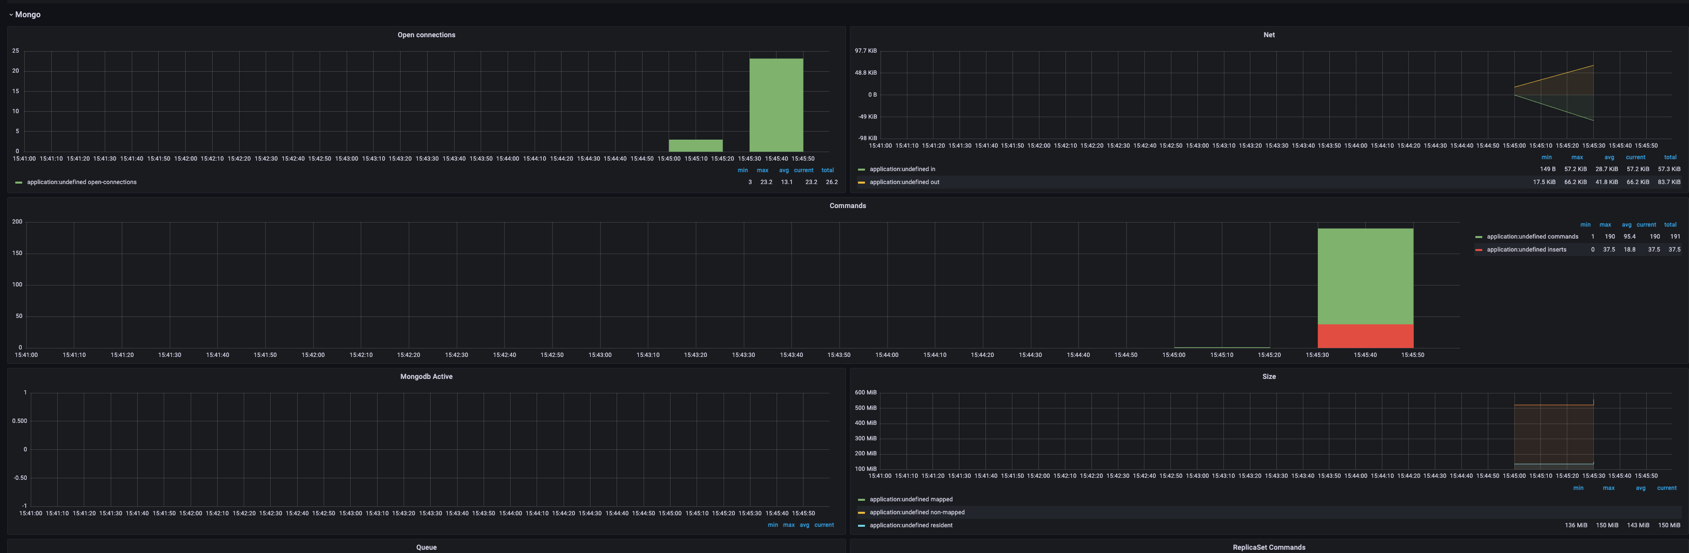 Mongo
Open connections
25
20
15
10
5
0
15:41:00 15:41:10 15:41:20 15:41:30 15:41:40 15:41:50 15:42:00 15:42:10 15:42:20 15:42:30 15:42:40 15:42:50 15:43:00 15:43:10 15:43:20 15:43:30 15:43:40 15:43:50 15:44:00 15:44:10 15:44:20 15:44:30 15:44:40 15:44:50 15:45:00 15:45:10 15:45:20 15:45:30 15:45:40 15:45:50
min max avg current total
application:undefined open-connections 3 23.2 13.1 23.2 26.2
Net
97.7 KiB
48.8 KiB
0 B
-49 KiB
-98 KiB
15:41:00 15:41:10 15:41:20 15:41:30 15:41:40 15:41:50 15:42:00 15:42:10 15:42:20 15:42:30 15:42:40 15:42:50 15:43:00 15:43:10 15:43:20 15:43:30 15:43:40 15:43:50 15:44:00 15:44:10 15:44:20 15:44:30 15:44:40 15:44:50 15:45:00 15:45:10 15:45:20 15:45:30 15:45:40 15:45:50
min max avg current total
application:undefined in 149 B 57.2 KiB 28.7 KiB 57.2 KiB 57.3 KiB
application:undefined out 17.5 KiB 66.2 KiB 41.8 KiB 66.2 KiB 83.7 KiB
Commands
200
150
100
50
0
15:41:00 15:41:10 15:41:20 15:41:30 15:41:40 15:41:50 15:42:00 15:42:10 15:42:20 15:42:30 15:42:40 15:42:50 15:43:00 15:43:10 15:43:20 15:43:30 15:43:40 15:43:50 15:44:00 15:44:10 15:44:20 15:44:30 15:44:40 15:44:50 15:45:00 15:45:10 15:45:20 15:45:30 15:45:40 15:45:50
min max avg current total
application:undefined commands 1 190 95.4 190 191
application:undefined inserts 0 37.5 18.8 37.5 37.5
Mongodb Active
1
0.500
0
-0.50
-1
15:41:00 15:41:10 15:41:20 15:41:30 15:41:40 15:41:50 15:42:00 15:42:10 15:42:20 15:42:30 15:42:40 15:42:50 15:43:00 15:43:10 15:43:20 15:43:30 15:43:40 15:43:50 15:44:00 15:44:10 15:44:20 15:44:30 15:44:40 15:44:50 15:45:00 15:45:10 15:45:20 15:45:30 15:45:40 15:45:50
min max avg current
Size
600 MiB
500 MiB
400 MiB
300 MiB
200 MiB
100 MiB
15:41:00 15:41:10 15:41:20 15:41:30 15:41:40 15:41:50 15:42:00 15:42:10 15:42:20 15:42:30 15:42:40 15:42:50 15:43:00 15:43:10 15:43:20 15:43:30 15:43:40 15:43:50 15:44:00 15:44:10 15:44:20 15:44:30 15:44:40 15:44:50 15:45:00 15:45:10 15:45:20 15:45:30 15:45:40 15:45:50
min max avg current
application:undefined mapped
application:undefined non-mapped
application:undefined resident 136 MiB 150 MiB 143 MiB 150 MiB
Queue
ReplicaSet Commands